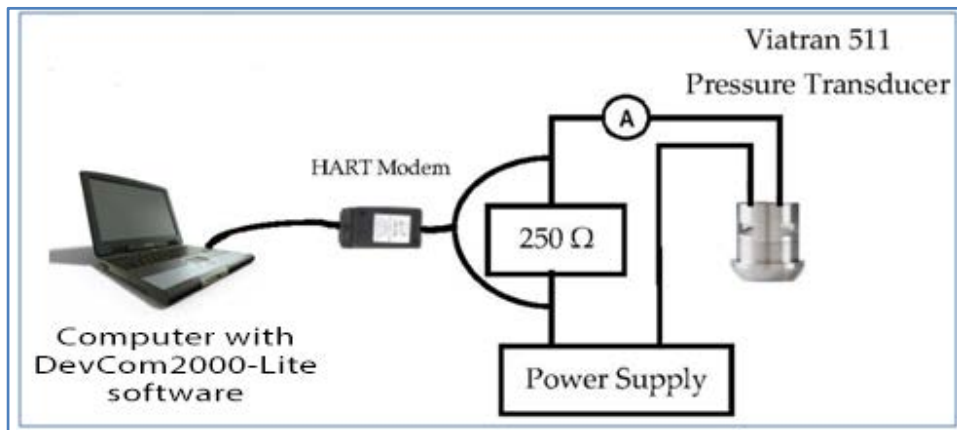 Viatran 511
Pressure Transducer
A
HART Modem
250 Ω
Computer with
DevCom2000-Lite
software
Power Supply